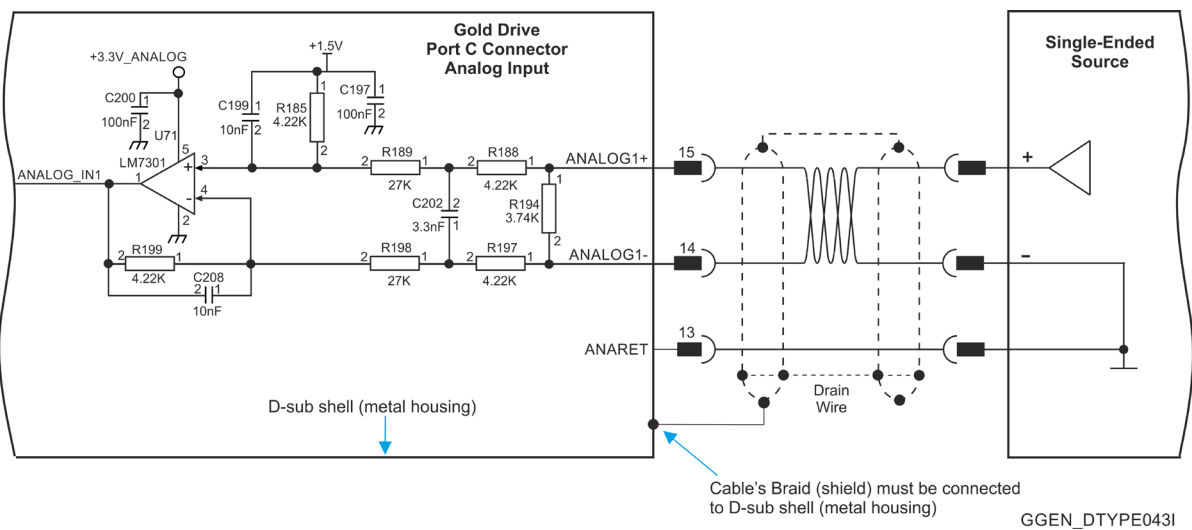 Gold Drive
Port C Connector
Analog Input
Single-Ended
Source
+1.5V
+3.3V_ANALOG
C200 1
100nF 2
U71
5
LM7301
C199 1
10nF 2
1
R185
4.22K
2
C197 1
100nF 2
ANALOG_IN1 1
+ 3
- 4
2
2 R189 1
27K
2 R188 1
4.22K
ANALOG1+ 15
+
C202 2
3.3nF 1
1
R194
3.74K
2
2 R199 1
4.22K
C208
2 1
10nF
2 R198 1
27K
2 R197 1
4.22K
ANALOG1- 14
-
ANARET 13
Drain
Wire
D-sub shell (metal housing)
Cable's Braid (shield) must be connected
to D-sub shell (metal housing)
GGEN_DTYPE043I